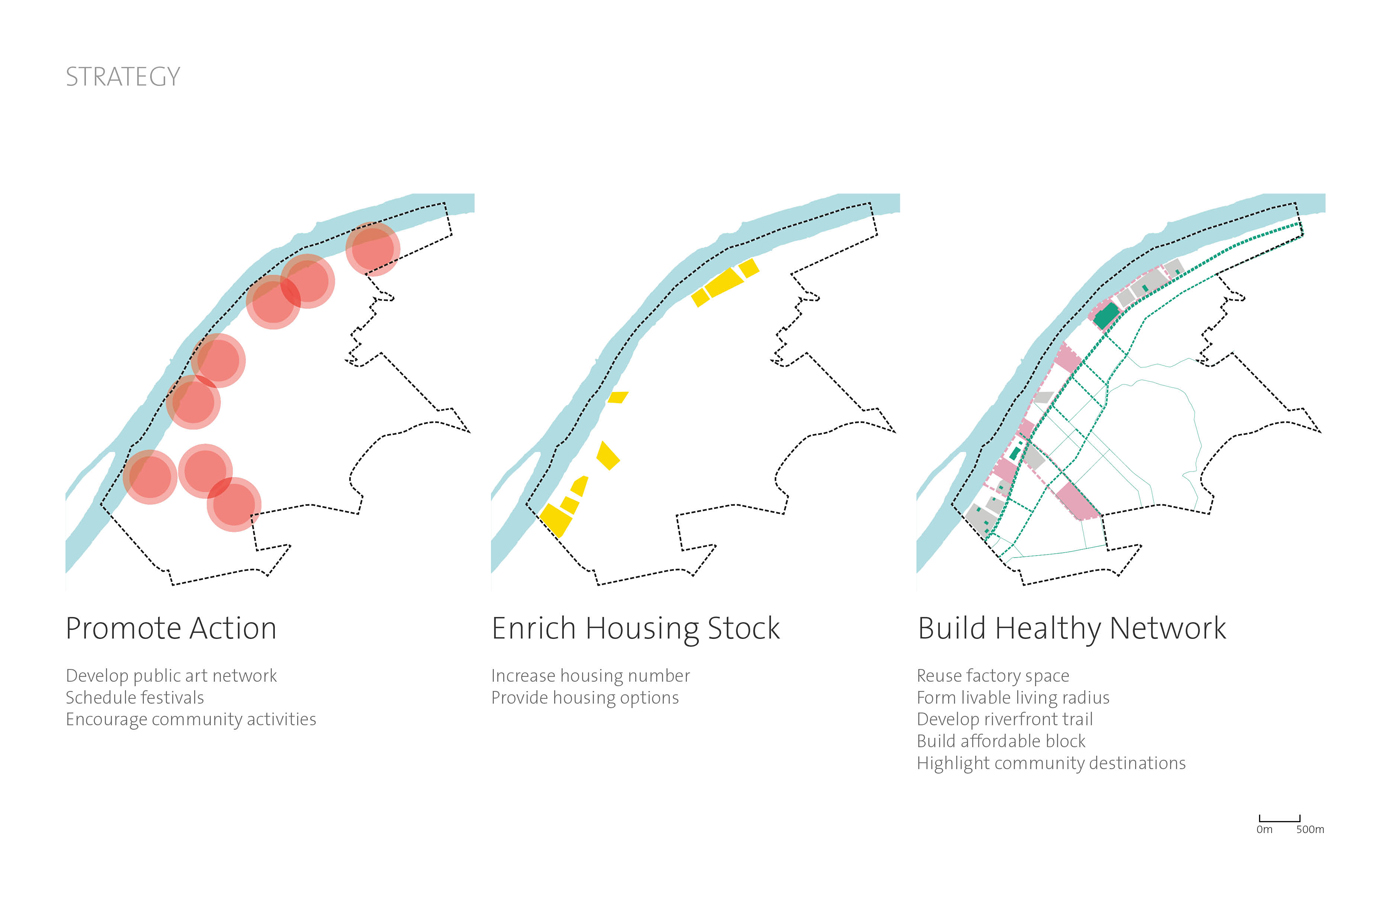 STRATEGY
Promote Action
Develop public art network
Schedule festivals
Encourage community activities
Enrich Housing Stock
Increase housing number
Provide housing options
Build Healthy Network
Reuse factory space
Form livable living radius
Develop riverfront trail
Build affordable block
Highlight community destinations
0m 500m